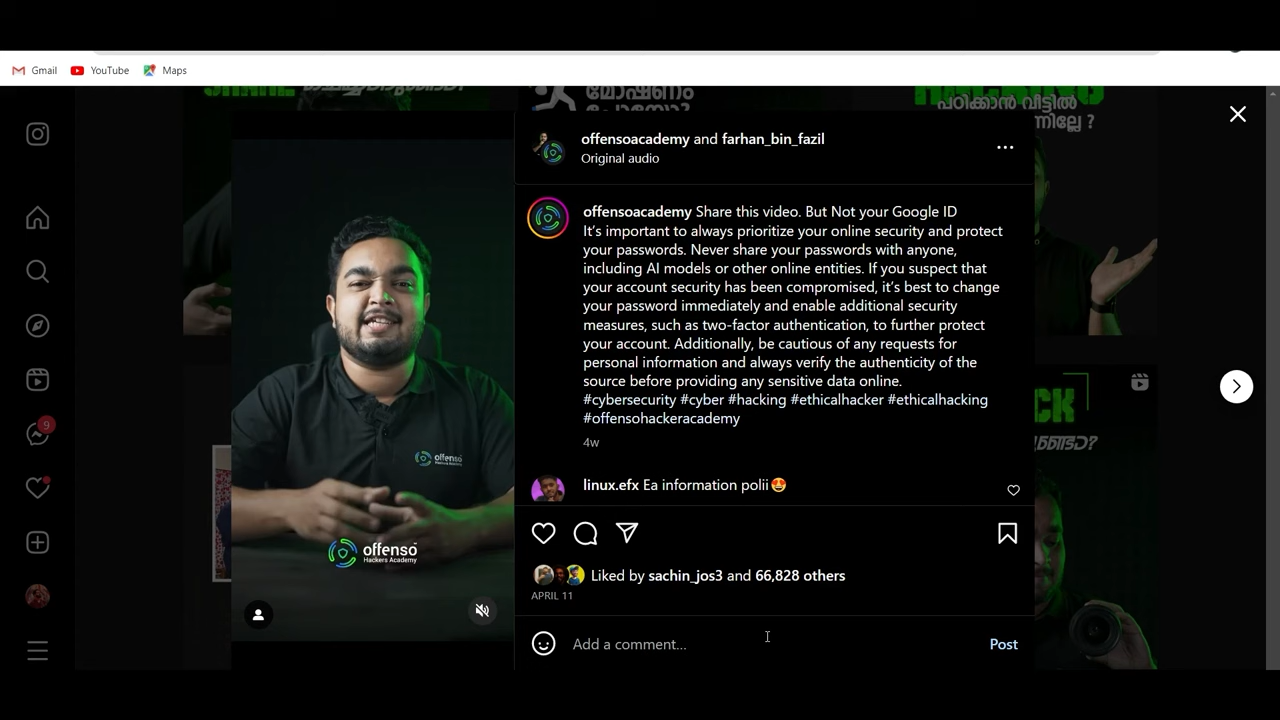 Gmail
YouTube
Maps
മോഷണം
പഠിക്കാൻ വീട്ടിൽ
offensoacademy and farhan_bin_fazil
Original audio
offensoacademy Share this video. But Not your Google ID
It's important to always prioritize your online security and protect
your passwords. Never share your passwords with anyone,
including AI models or other online entities. If you suspect that
your account security has been compromised, it's best to change
your password immediately and enable additional security
measures, such as two-factor authentication, to further protect
your account. Additionally, be cautious of any requests for
personal information and always verify the authenticity of the
source before providing any sensitive data online.
#cybersecurity #cyber #hacking #ethicalhacker #ethicalhacking
#offensohackeracademy
4w
linux.efx Ea information polii🤩
Liked by sachin_jos3 and 66,828 others
APRIL 11
Add a comment...
Post
9
offenso
offenso
Hackers Academy